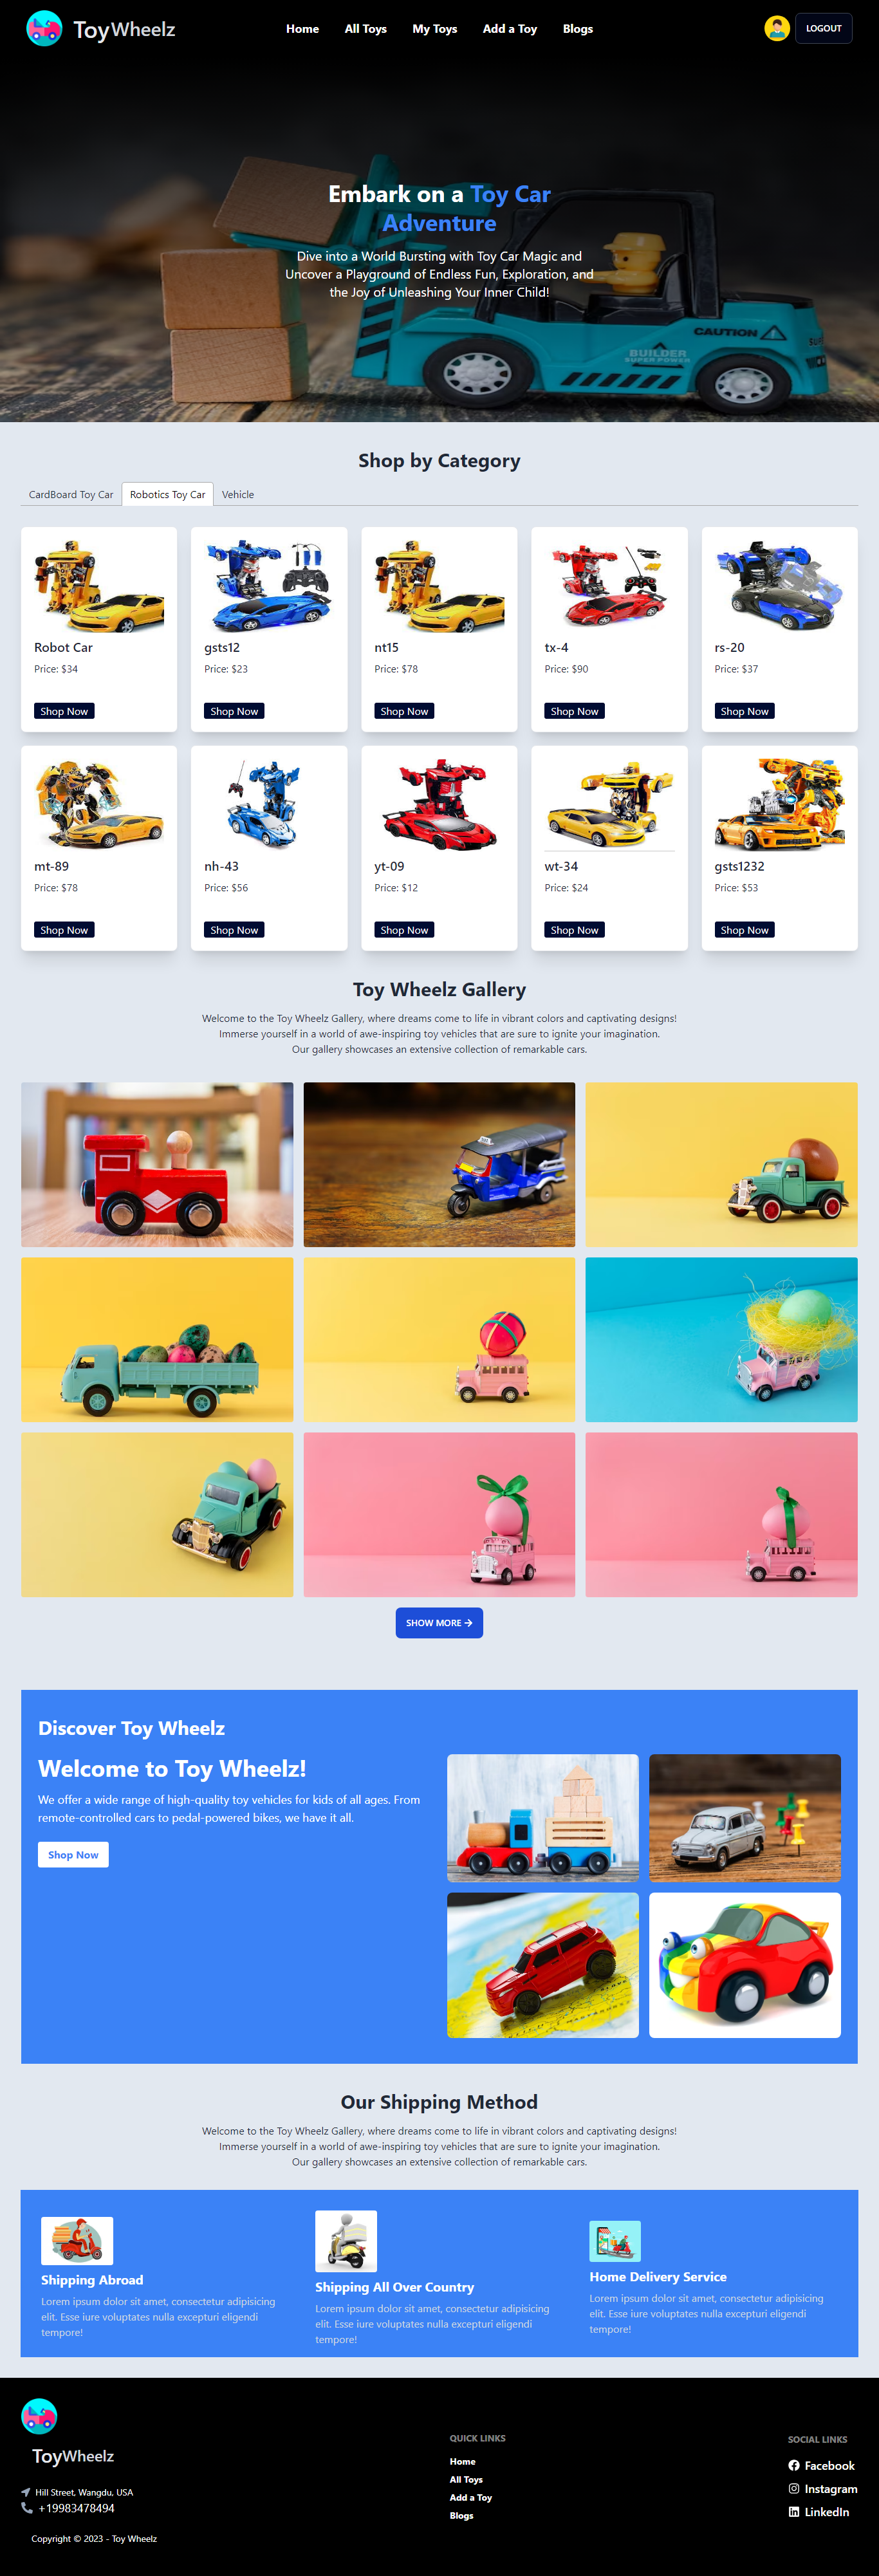 ToyWheelz
Home
All Toys
My Toys
Add a Toy
Blogs
LOGOUT
Embark on a Toy Car
Adventure
Dive into a World Bursting with Toy Car Magic and
Uncover a Playground of Endless Fun, Exploration, and
the Joy of Unleashing Your Inner Child!
CAUTION
BUILDER
SUPER POWER
Shop by Category
CardBoard Toy Car
Robotics Toy Car
Vehicle
Robot Car
Price: $34
Shop Now
gsts12
Price: $23
Shop Now
nt15
Price: $78
Shop Now
tx-4
Price: $90
Shop Now
rs-20
Price: $37
Shop Now
mt-89
Price: $78
Shop Now
nh-43
Price: $56
Shop Now
yt-09
Price: $12
Shop Now
wt-34
Price: $24
Shop Now
gsts1232
Price: $53
Shop Now
Toy Wheelz Gallery
Welcome to the Toy Wheelz Gallery, where dreams come to life in vibrant colors and captivating designs!
Immerse yourself in a world of awe-inspiring toy vehicles that are sure to ignite your imagination.
Our gallery showcases an extensive collection of remarkable cars.
SHOW MORE
Discover Toy Wheelz
Welcome to Toy Wheelz!
We offer a wide range of high-quality toy vehicles for kids of all ages. From
remote-controlled cars to pedal-powered bikes, we have it all.
Shop Now
Our Shipping Method
Welcome to the Toy Wheelz Gallery, where dreams come to life in vibrant colors and captivating designs!
Immerse yourself in a world of awe-inspiring toy vehicles that are sure to ignite your imagination.
Our gallery showcases an extensive collection of remarkable cars.
Shipping Abroad
Lorem ipsum dolor sit amet, consectetur adipisicing
elit. Esse iure voluptates nulla excepturi eligendi
tempore!
Shipping All Over Country
Lorem ipsum dolor sit amet, consectetur adipisicing
elit. Esse iure voluptates nulla excepturi eligendi
tempore!
Home Delivery Service
Lorem ipsum dolor sit amet, consectetur adipisicing
elit. Esse iure voluptates nulla excepturi eligendi
tempore!
ToyWheelz
Hill Street, Wangdu, USA
+19983478494
Copyright © 2023 - Toy Wheelz
QUICK LINKS
Home
All Toys
Add a Toy
Blogs
SOCIAL LINKS
Facebook
Instagram
LinkedIn